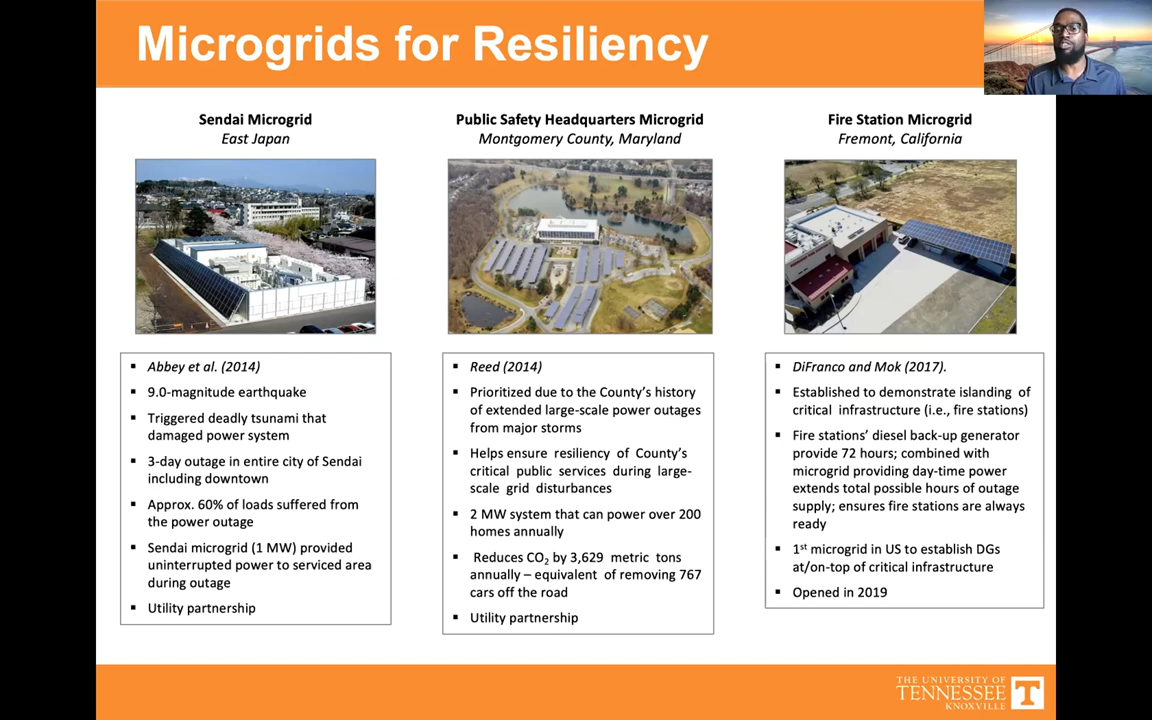 Microgrids for Resiliency
Sendai Microgrid
East Japan
▪ Abbey et al. (2014)
▪ 9.0-magnitude earthquake
▪ Triggered deadly tsunami that
damaged power system
▪ 3-day outage in entire city of Sendai
including downtown
▪ Approx. 60% of loads suffered from
the power outage
▪ Sendai microgrid (1 MW) provided
uninterrupted power to serviced area
during outage
▪ Utility partnership
Public Safety Headquarters Microgrid
Montgomery County, Maryland
▪ Reed (2014)
▪ Prioritized due to the County's history
of extended large-scale power outages
from major storms
▪ Helps ensure resiliency of County's
critical public services during large-
scale grid disturbances
▪ 2 MW system that can power over 200
homes annually
▪ Reduces CO₂ by 3,629 metric tons
annually – equivalent of removing 767
cars off the road
▪ Utility partnership
Fire Station Microgrid
Fremont, California
▪ DiFranco and Mok (2017).
▪ Established to demonstrate islanding of
critical infrastructure (i.e., fire stations)
▪ Fire stations' diesel back-up generator
provide 72 hours; combined with
microgrid providing day-time power
extends total possible hours of outage
supply; ensures fire stations are always
ready
▪ 1st microgrid in US to establish DGs
at/on-top of critical infrastructure
▪ Opened in 2019
THE UNIVERSITY OF
TENNESSEE
KNOXVILLE
T